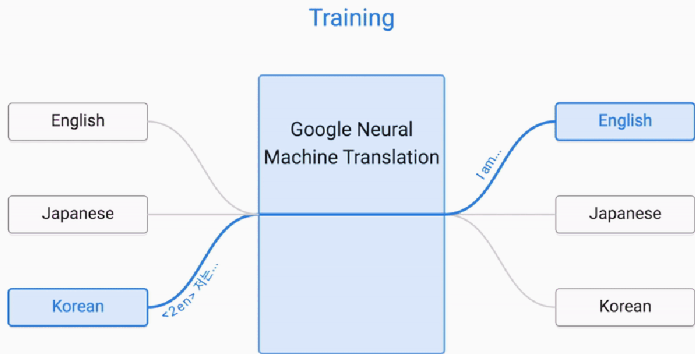 Training
English
Japanese
Korean
<2en> 저는...
Google Neural
Machine Translation
I am...
English
Japanese
Korean